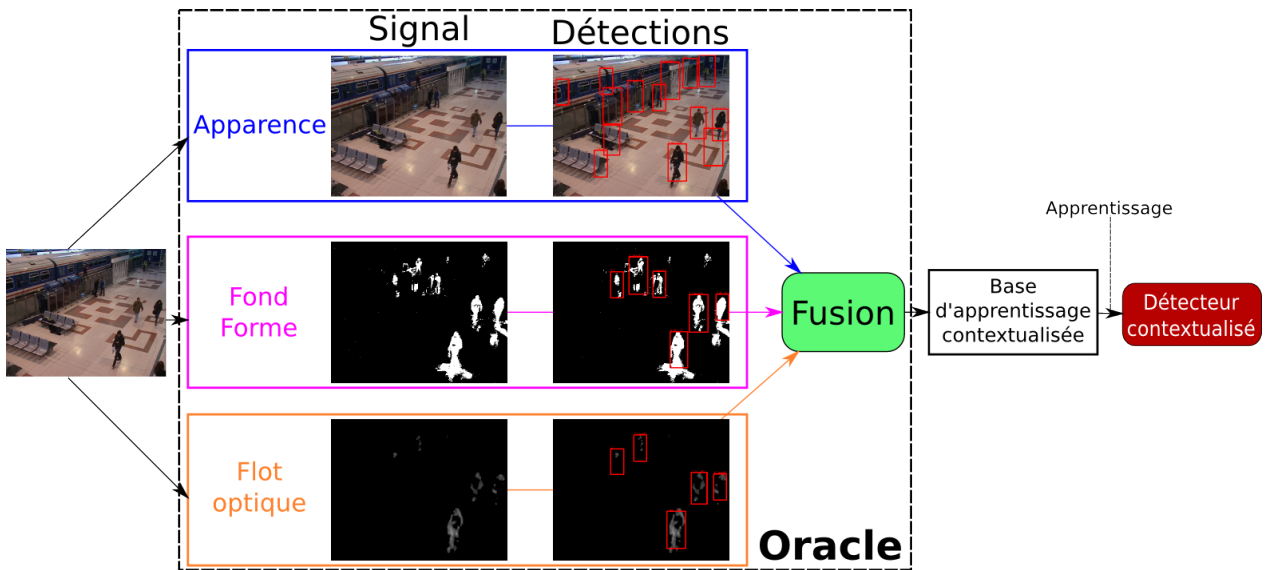 Signal
Détections
Apparence
Fond
Forme
Flot
optique
Fusion
Oracle
Base
d'apprentissage
contextualisée
Apprentissage
Détecteur
contextualisé